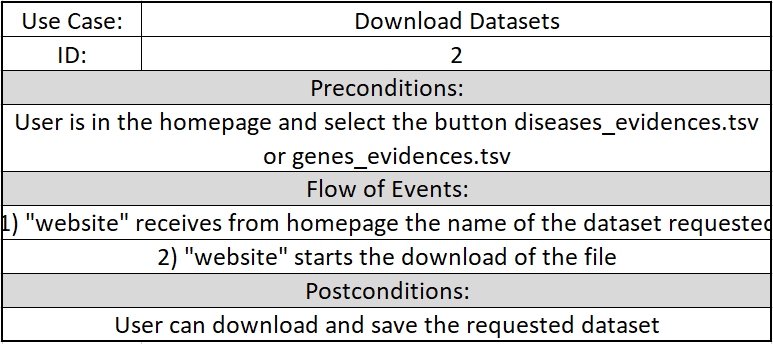 Use Case: Download Datasets
ID: 2
Preconditions:
User is in the homepage and select the button diseases_evidences.tsv
or genes_evidences.tsv
Flow of Events:
1) "website" receives from homepage the name of the dataset requested
2) "website" starts the download of the file
Postconditions:
User can download and save the requested dataset